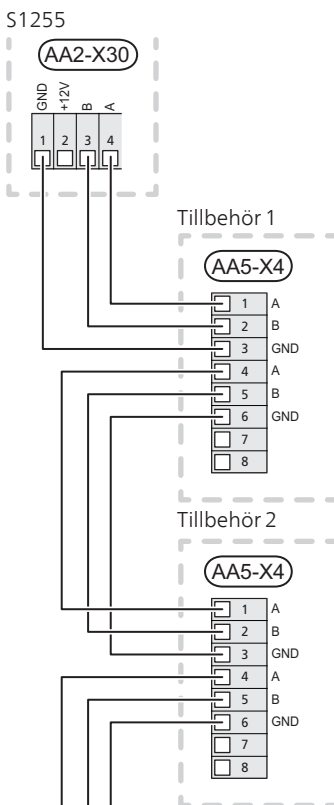 S1255
AA2-X30
GND +12V B A
1 2 3 4
Tillbehör 1
AA5-X4
1 A
2 B
3 GND
4 A
5 B
6 GND
7
8
Tillbehör 2
AA5-X4
1 A
2 B
3 GND
4 A
5 B
6 GND
7
8